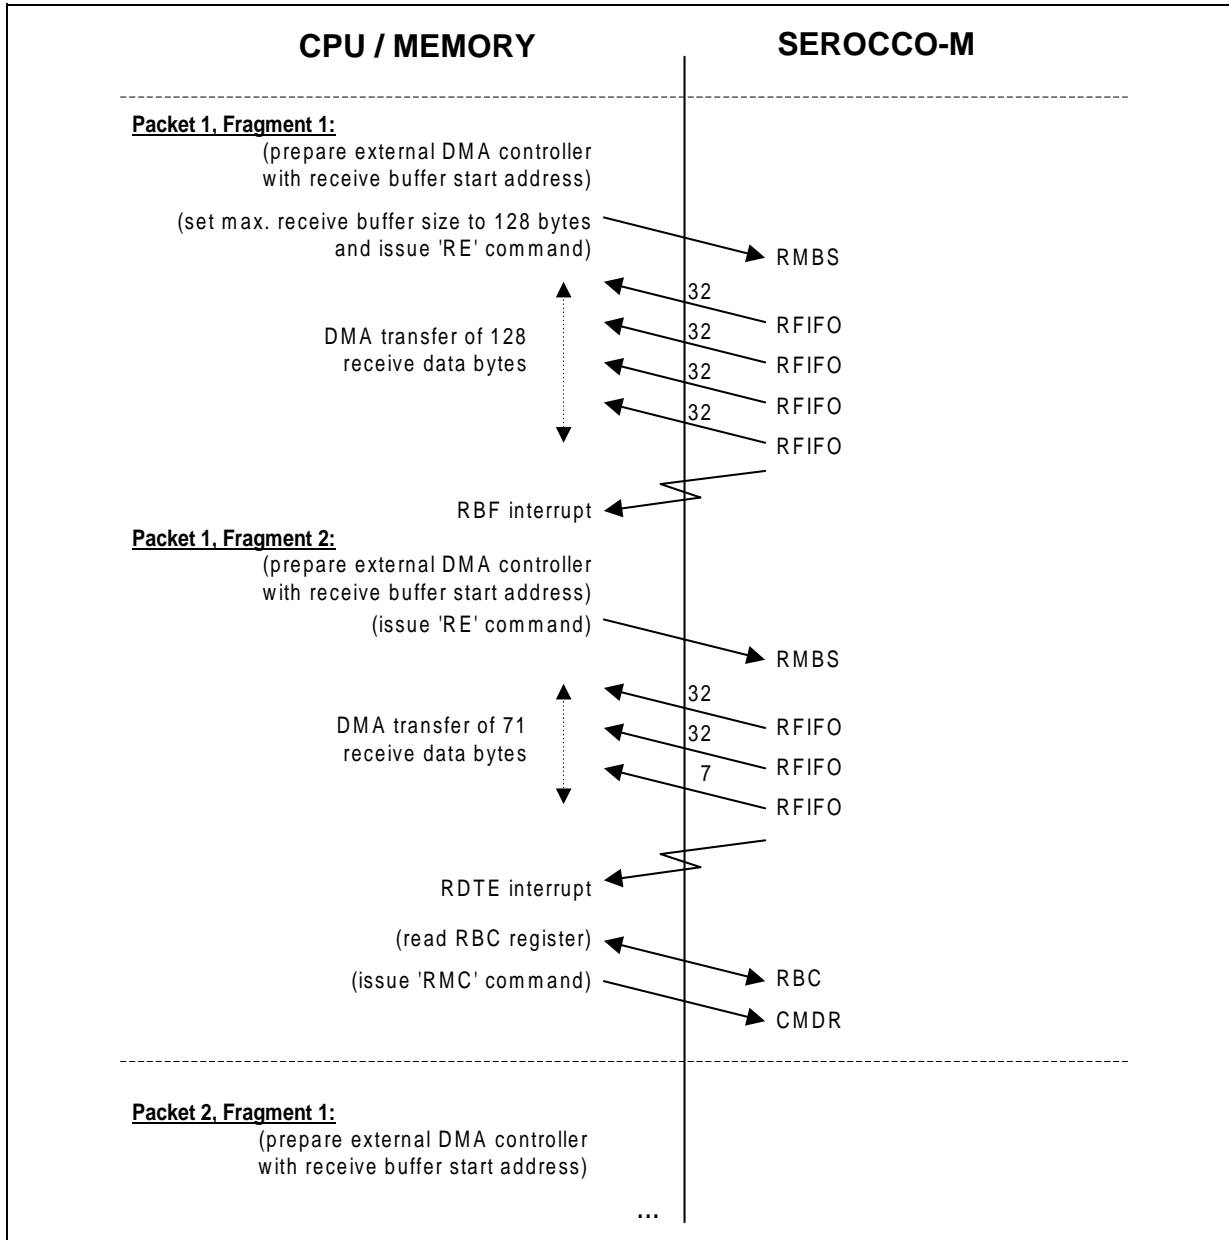 CPU / MEMORY
SEROCCO-M
Packet 1, Fragment 1:
(prepare external DMA controller
with receive buffer start address)
(set max. receive buffer size to 128 bytes
and issue 'RE' command)
RMBS
32
RFIFO
DMA transfer of 128
receive data bytes
32
RFIFO
32
RFIFO
32
RFIFO
RBF interrupt
Packet 1, Fragment 2:
(prepare external DMA controller
with receive buffer start address)
(issue 'RE' command)
RMBS
32
RFIFO
DMA transfer of 71
receive data bytes
32
RFIFO
7
RFIFO
RDTE interrupt
(read RBC register)
RBC
(issue 'RMC' command)
CMDR
Packet 2, Fragment 1:
(prepare external DMA controller
with receive buffer start address)
...